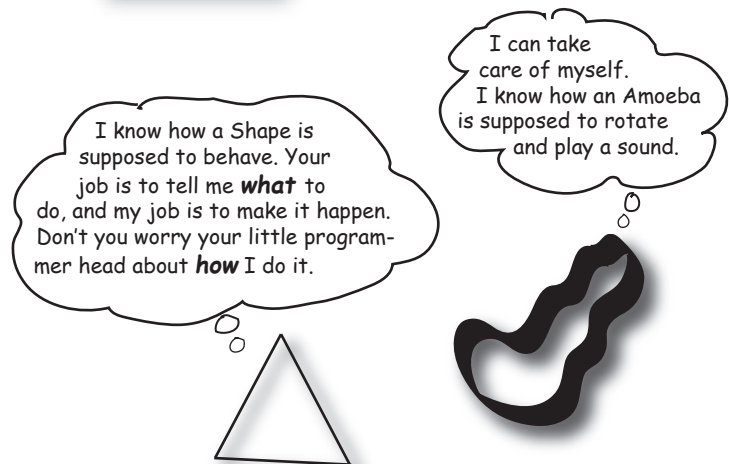 I can take
care of myself.
I know how an Amoeba
is supposed to rotate
and play a sound.
I know how a Shape is
supposed to behave. Your
job is to tell me what to
do, and my job is to make it happen.
Don't you worry your little program-
mer head about how I do it.